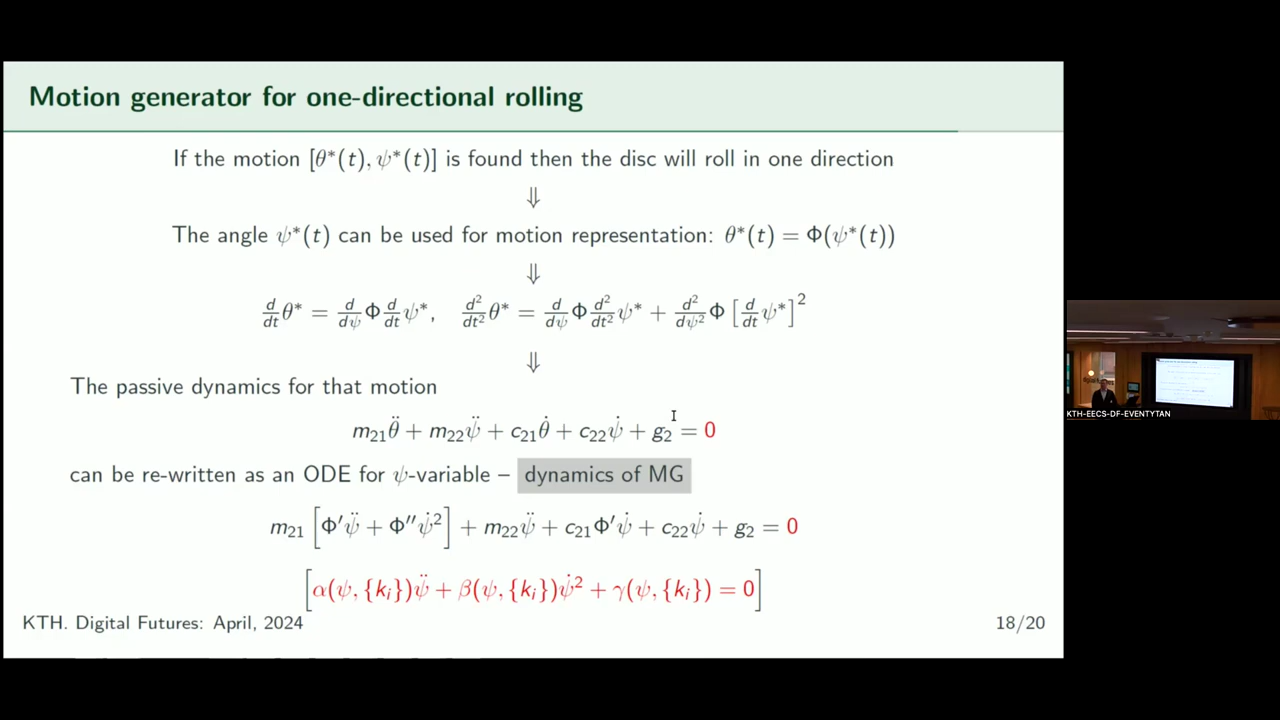 Motion generator for one-directional rolling
If the motion [θ*(t), ψ*(t)] is found then the disc will roll in one direction
⇓
The angle ψ*(t) can be used for motion representation: θ*(t) = Φ(ψ*(t))
⇓
d/dt θ* = d/dψ Φ d/dt ψ*, d²/dt² θ* = d/dψ Φ d²/dt² ψ* + d²/dψ² Φ [d/dt ψ*]²
⇓
The passive dynamics for that motion
m₂₁θ̈ + m₂₂ψ̈ + c₂₁θ̇ + c₂₂ψ̇ + g₂ = 0
can be re-written as an ODE for ψ-variable – dynamics of MG
m₂₁ [Φ′ψ̈ + Φ′′ψ̇²] + m₂₂ψ̈ + c₂₁Φ′ψ̇ + c₂₂ψ̇ + g₂ = 0
[α(ψ, {kᵢ})ψ̈ + β(ψ, {kᵢ})ψ̇² + γ(ψ, {kᵢ}) = 0]
KTH. Digital Futures: April, 2024 18/20
KTH-EECS-DF-EVENTYTAN